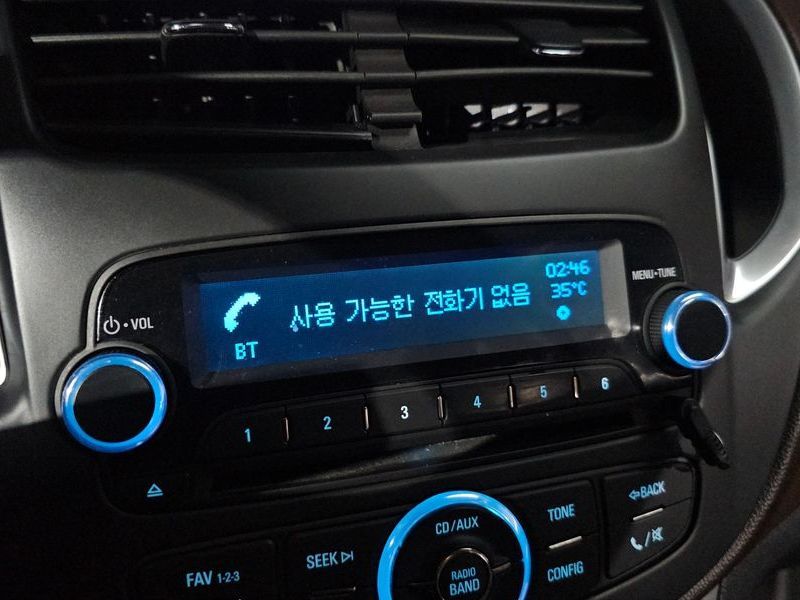 02:46
사용 가능한 전화기 없음 35°C
BT
VOL
MENU-TUNE
1 2 3 4 5 6
CD/AUX
TONE
BACK
FAV 1-2-3
SEEK
RADIO
BAND
CONFIG